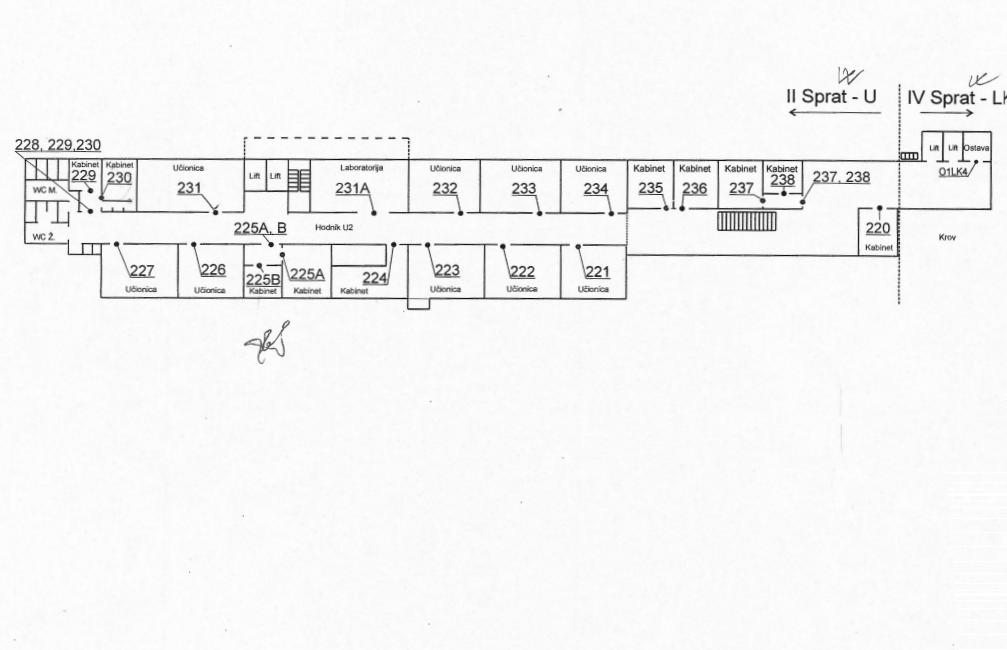 II Sprat - U
IV Sprat - LK
228, 229,230
Kabinet
229
Kabinet
230
Učionica
231
Lift
Lift
Laboratorija
231A
Učionica
232
Učionica
233
Učionica
234
Kabinet
235
Kabinet
236
Kabinet
237
Kabinet
238
237, 238
Lift
Lift
Ostava
O1LK4
WC M.
WC Ž.
225A, B
Hodnik U2
220
Kabinet
Krov
227
Učionica
226
Učionica
225B
Kabinet
225A
Kabinet
224
Kabinet
223
Učionica
222
Učionica
221
Učionica